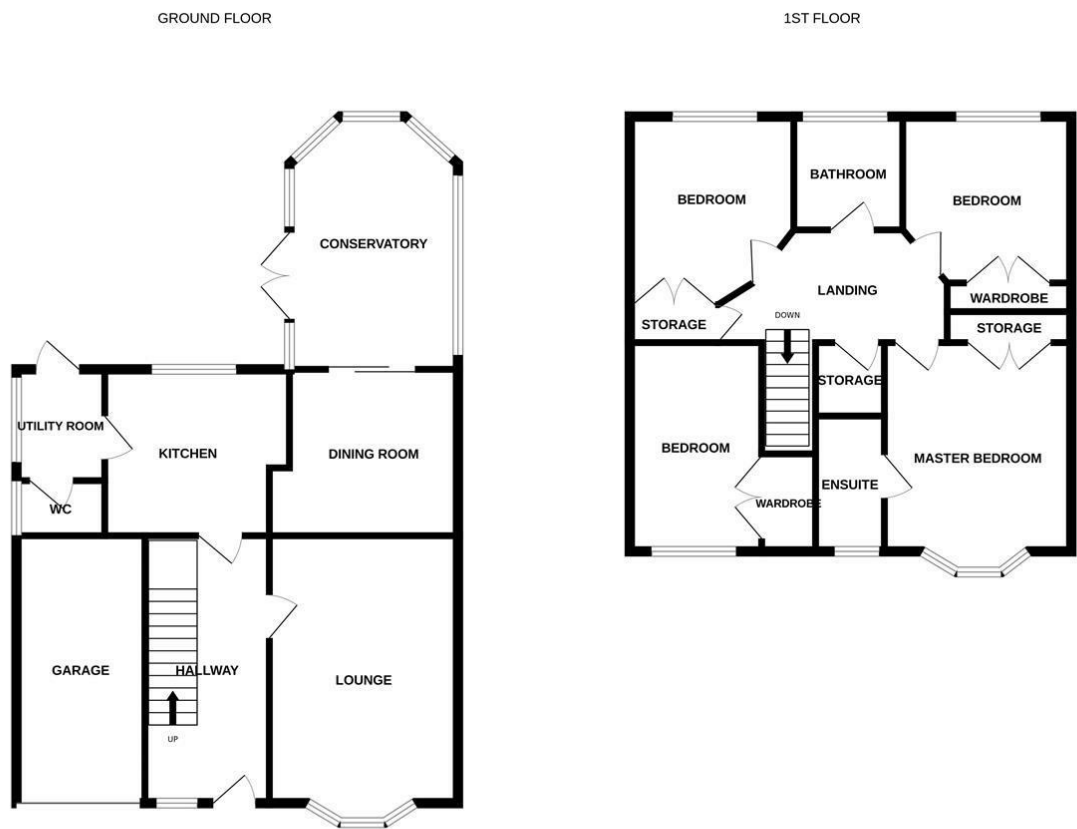 GROUND FLOOR
CONSERVATORY
UTILITY ROOM
KITCHEN
DINING ROOM
WC
GARAGE
HALLWAY
LOUNGE
UP
1ST FLOOR
BEDROOM
BATHROOM
BEDROOM
LANDING
WARDROBE
STORAGE
DOWN
STORAGE
STORAGE
BEDROOM
MASTER BEDROOM
ENSUITE
WARDROBE